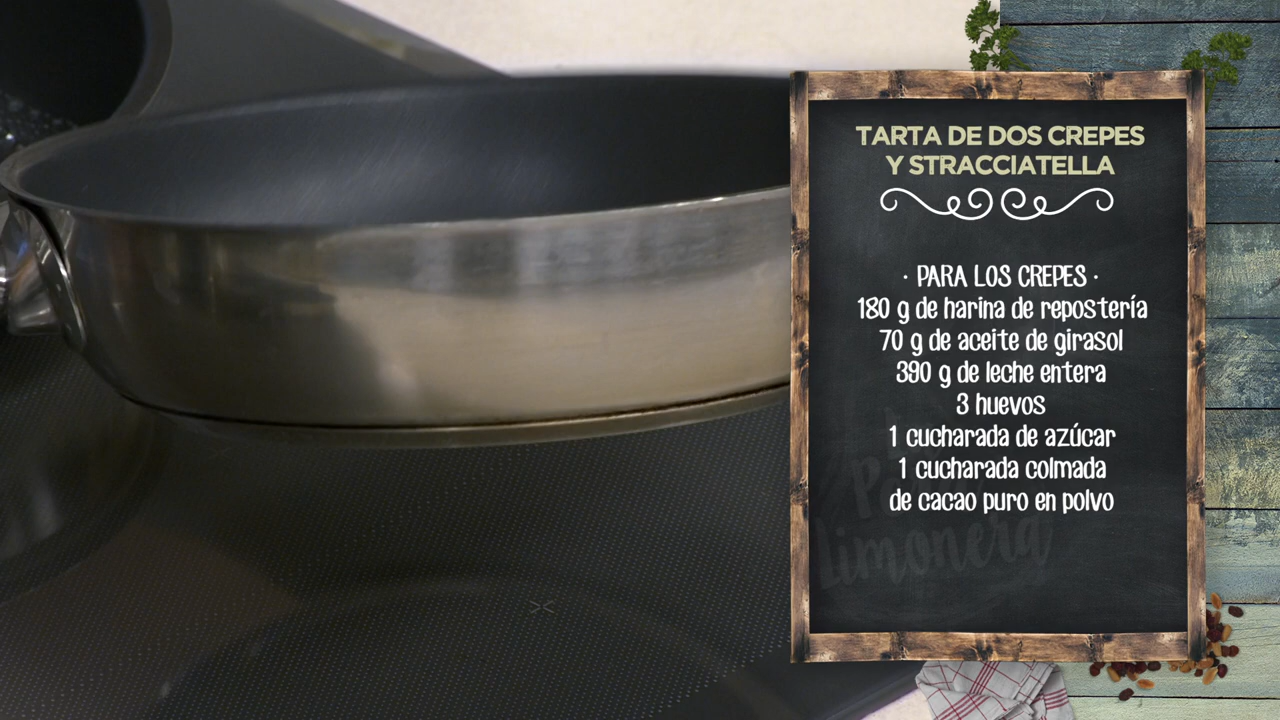 TARTA DE DOS CREPES
Y STRACCIATELLA
· PARA LOS CREPES ·
180 g de harina de repostería
70 g de aceite de girasol
390 g de leche entera
3 huevos
1 cucharada de azúcar
1 cucharada colmada
de cacao puro en polvo
limonera